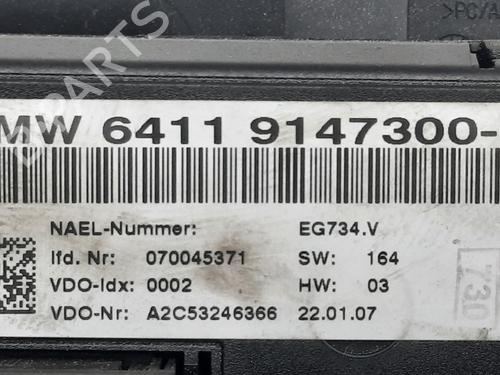 >PC/A
MW 6411 9147300-
NAEL-Nummer: EG734.V
lfd. Nr: 070045371 SW: 164
VDO-Idx: 0002 HW: 03
VDO-Nr: A2C53246366 22.01.07
730
B-PARTS